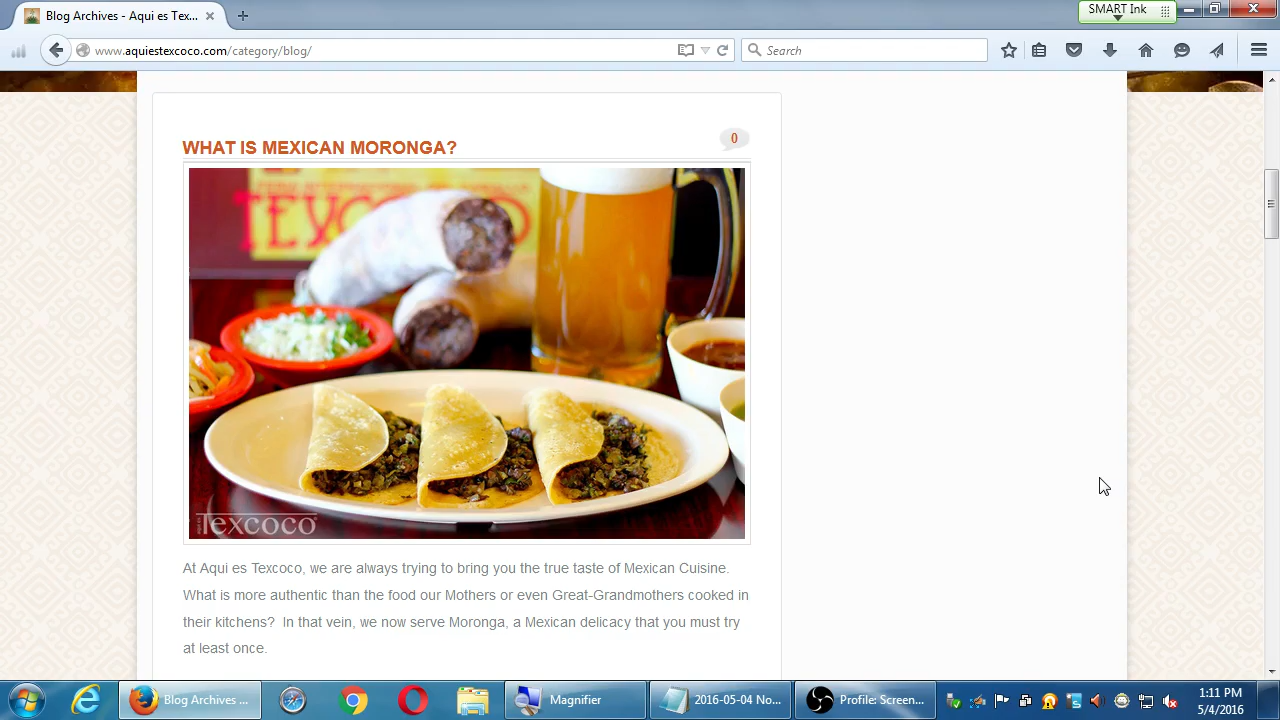 Blog Archives - Aqui es Tex...
SMART Ink
www.aquiestexcoco.com/category/blog/
Search
WHAT IS MEXICAN MORONGA?
0
TEXCOCO
aqui es Texcoco
At Aqui es Texcoco, we are always trying to bring you the true taste of Mexican Cuisine.
What is more authentic than the food our Mothers or even Great-Grandmothers cooked in
their kitchens?  In that vein, we now serve Moronga, a Mexican delicacy that you must try
at least once.
Blog Archives ...
Magnifier
2016-05-04 No...
Profile: Screen...
1:11 PM
5/4/2016